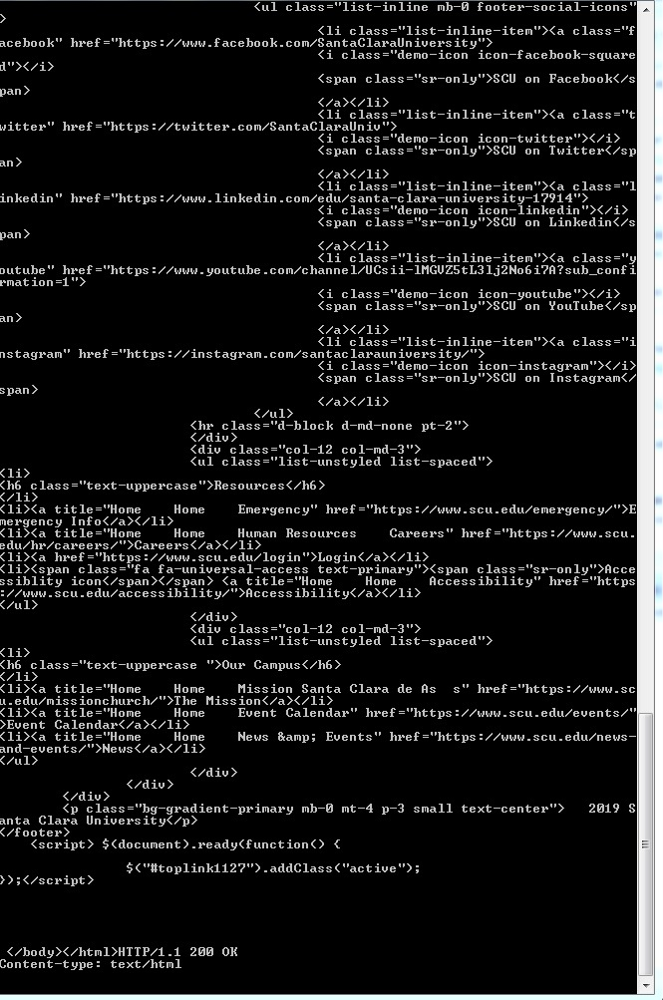 <ul class="list-inline mb-0 footer-social-icons"
>
<li class="list-inline-item"><a class="f
acebook" href="https://www.facebook.com/SantaClaraUniversity">
<i class="demo-icon icon-facebook-square
d"></i>
<span class="sr-only">SCU on Facebook</s
pan>
</a></li>
<li class="list-inline-item"><a class="t
witter" href="https://twitter.com/SantaClaraUniv">
<i class="demo-icon icon-twitter"></i>
<span class="sr-only">SCU on Twitter</sp
an>
</a></li>
<li class="list-inline-item"><a class="l
inkedin" href="https://www.linkedin.com/edu/santa-clara-university-17914">
<i class="demo-icon icon-linkedin"></i>
<span class="sr-only">SCU on Linkedin</s
pan>
</a></li>
<li class="list-inline-item"><a class="y
outube" href="https://www.youtube.com/channel/UCsii-lMGVZ5tL3lj2No6i7A?sub_confi
rmation=1">
<i class="demo-icon icon-youtube"></i>
<span class="sr-only">SCU on YouTube</sp
an>
</a></li>
<li class="list-inline-item"><a class="i
nstagram" href="https://instagram.com/santaclarauniversity/">
<i class="demo-icon icon-instagram"></i>
<span class="sr-only">SCU on Instagram</
span>
</a></li>
</ul>
<hr class="d-block d-md-none pt-2">
</div>
<div class="col-12 col-md-3">
<ul class="list-unstyled list-spaced">
<li>
<h6 class="text-uppercase">Resources</h6>
</li>
<li><a title="Home    Home    Emergency" href="https://www.scu.edu/emergency/">E
mergency Info</a></li>
<li><a title="Home    Home    Human Resources    Careers" href="https://www.scu.
edu/hr/careers/">Careers</a></li>
<li><a href="https://www.scu.edu/login">Login</a></li>
<li><span class="fa fa-universal-access text-primary"><span class="sr-only">Acce
ssiblity icon</span></span> <a title="Home    Home    Accessibility" href="https
://www.scu.edu/accessibility/">Accessibility</a></li>
</ul>
</div>
<div class="col-12 col-md-3">
<ul class="list-unstyled list-spaced">
<li>
<h6 class="text-uppercase ">Our Campus</h6>
</li>
<li><a title="Home    Home    Mission Santa Clara de As  s" href="https://www.sc
u.edu/missionchurch/">The Mission</a></li>
<li><a title="Home    Home    Event Calendar" href="https://www.scu.edu/events/"
>Event Calendar</a></li>
<li><a title="Home    Home    News &amp; Events" href="https://www.scu.edu/news-
and-events/">News</a></li>
</ul>
</div>
</div>
</div>
<p class="bg-gradient-primary mb-0 mt-4 p-3 small text-center">   2019 S
anta Clara University</p>
</footer>
<script> $(document).ready(function() {
$("#toplink1127").addClass("active");
});</script>
</body></html>HTTP/1.1 200 OK
Content-type: text/html